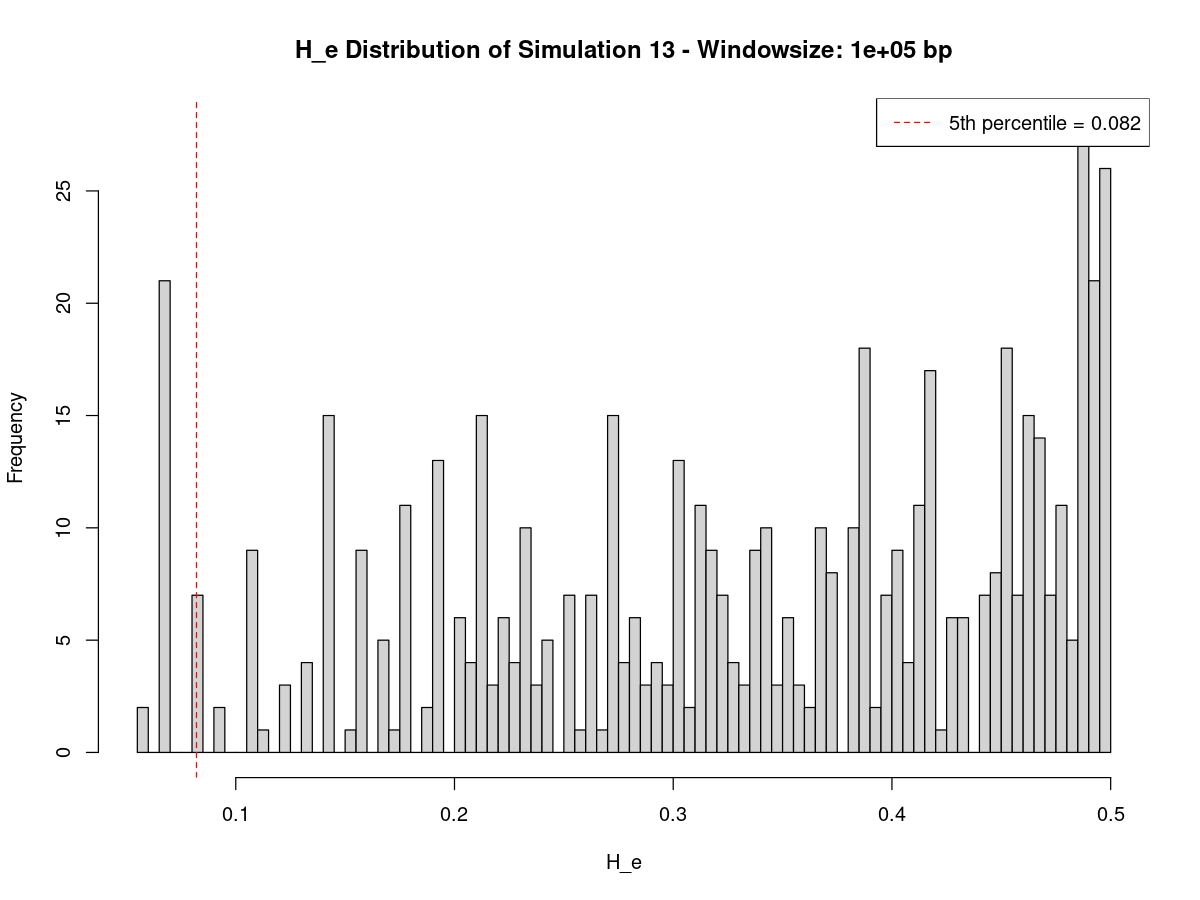 H_e Distribution of Simulation 13 - Windowsize: 1e+05 bp
5th percentile = 0.082
Frequency
25
20
15
10
5
0
0.1 0.2 0.3 0.4 0.5
H_e